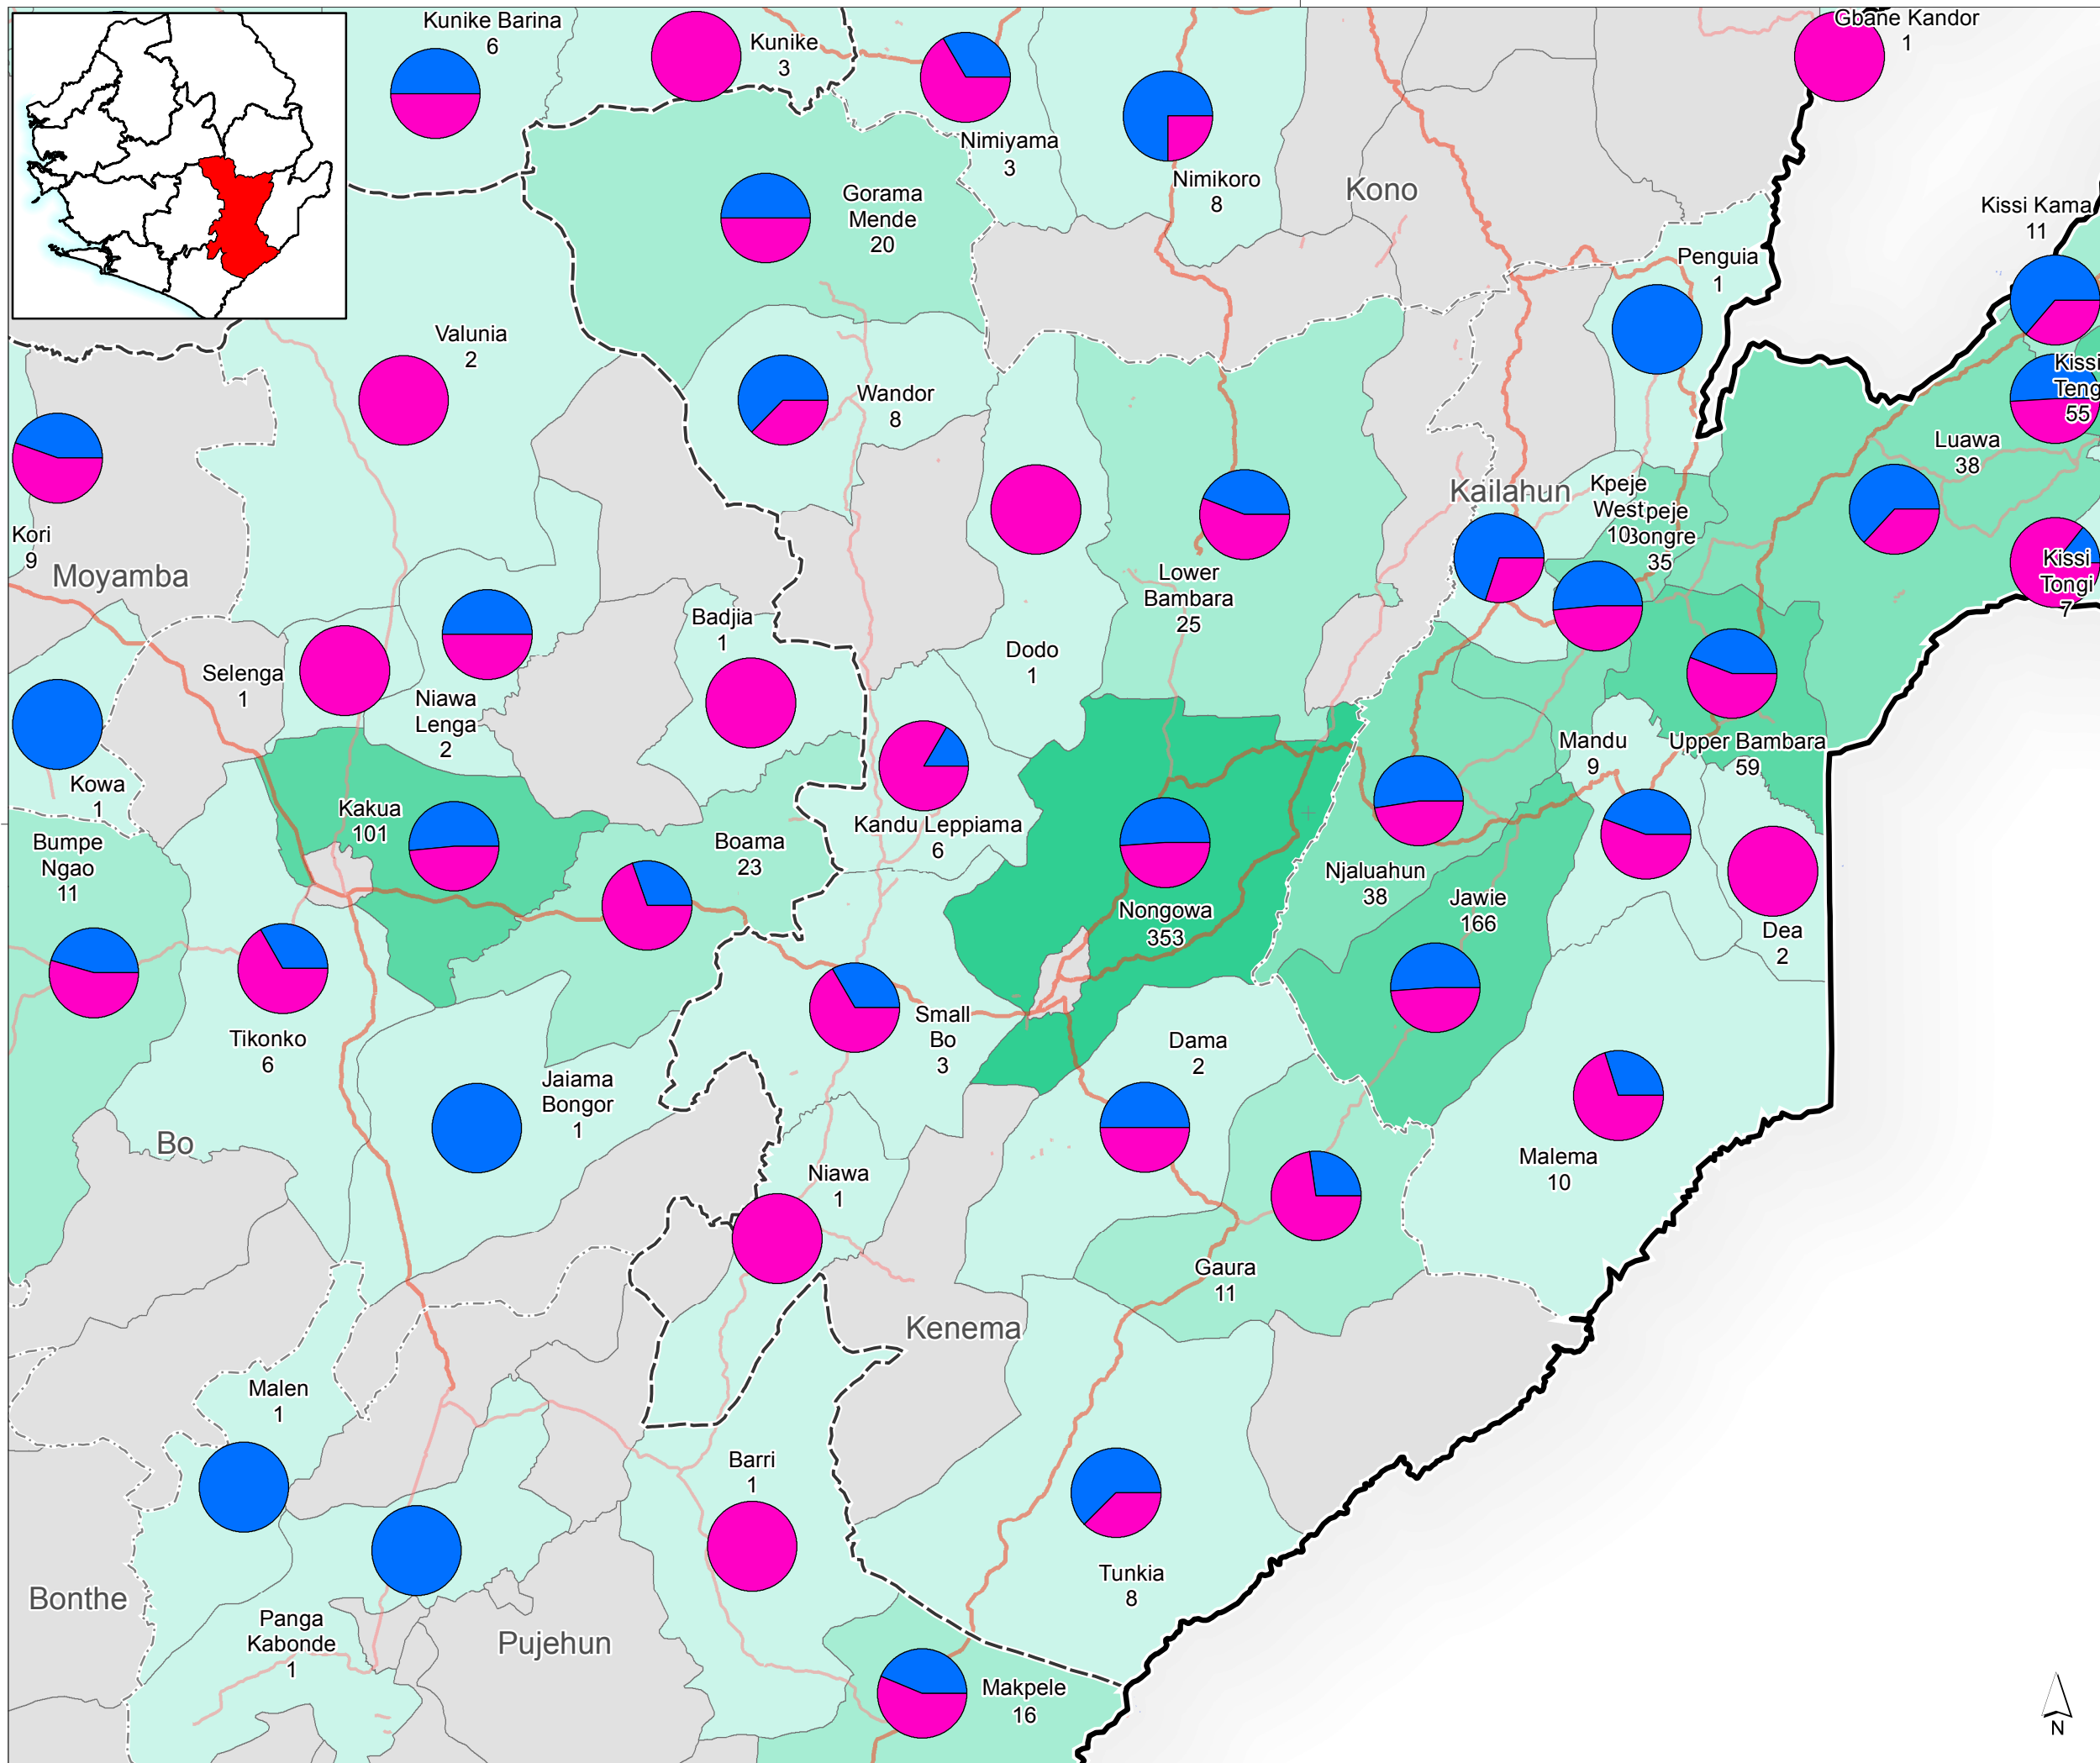 Kunike Barina
6
Kunike
3
Nimiyama
3
Nimikoro
8
Gbane Kandor
1
Gorama
Mende
20
Kono
Kissi Kama
11
Penguia
1
Valunia
2
Wandor
8
Kissi
Teng
55
Luawa
38
Kori
9
Moyamba
Kailahun
Kpeje
West
10
peje
Bongre
35
Kissi
Tongi
7
Lower
Bambara
25
Badjia
1
Dodo
1
Selenga
1
Niawa
Lenga
2
Kowa
1
Mandu
9
Upper Bambara
59
Kakua
101
Bumpe
Ngao
11
Boama
23
Kandu Leppiama
6
Njaluahun
38
Jawie
166
Nongowa
353
Dea
2
Tikonko
6
Small
Bo
3
Dama
2
Jaiama
Bongor
1
Bo
Malema
10
Niawa
1
Gaura
11
Kenema
Malen
1
Barri
1
Tunkia
8
Bonthe
Panga
Kabonde
1
Pujehun
Makpele
16
N